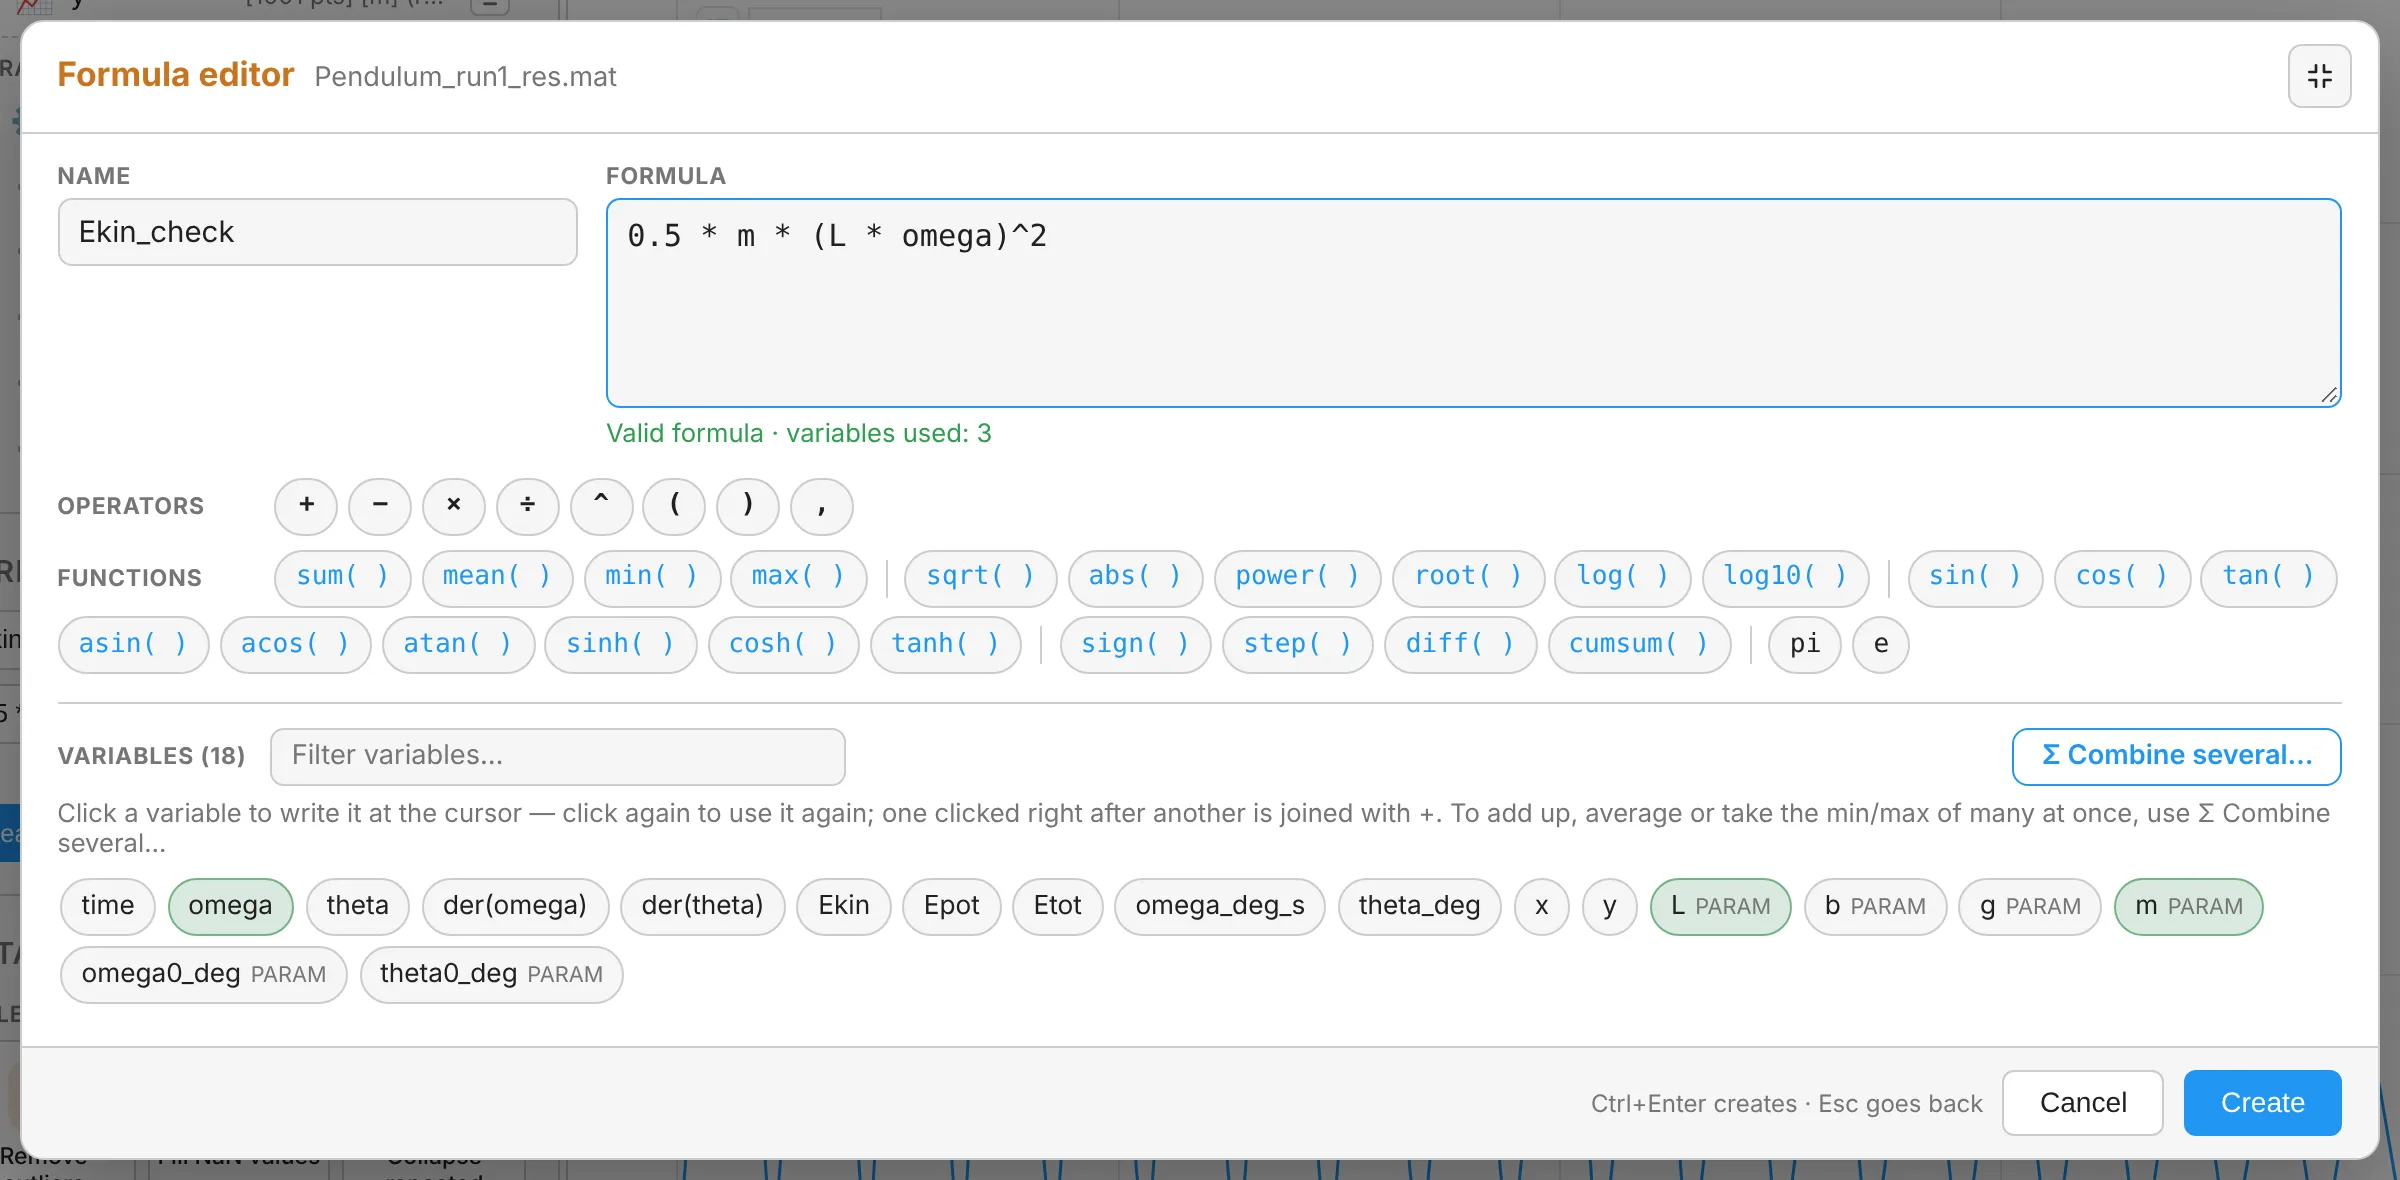 Formula editor Pendulum_run1_res.mat
NAME
Ekin_check
FORMULA
0.5 * m * (L * omega)^2
Valid formula · variables used: 3
OPERATORS + − × ÷ ^ ( ) ,
FUNCTIONS sum( ) mean( ) min( ) max( ) sqrt( ) abs( ) power( ) root( ) log( ) log10( ) sin( ) cos( ) tan( )
asin( ) acos( ) atan( ) sinh( ) cosh( ) tanh( ) sign( ) step( ) diff( ) cumsum( ) pi e
VARIABLES (18) Filter variables... Σ Combine several...
Click a variable to write it at the cursor — click again to use it again; one clicked right after another is joined with +. To add up, average or take the min/max of many at once, use Σ Combine
several...
time omega theta der(omega) der(theta) Ekin Epot Etot omega_deg_s theta_deg x y L PARAM b PARAM g PARAM m PARAM
omega0_deg PARAM theta0_deg PARAM
Ctrl+Enter creates · Esc goes back Cancel Create